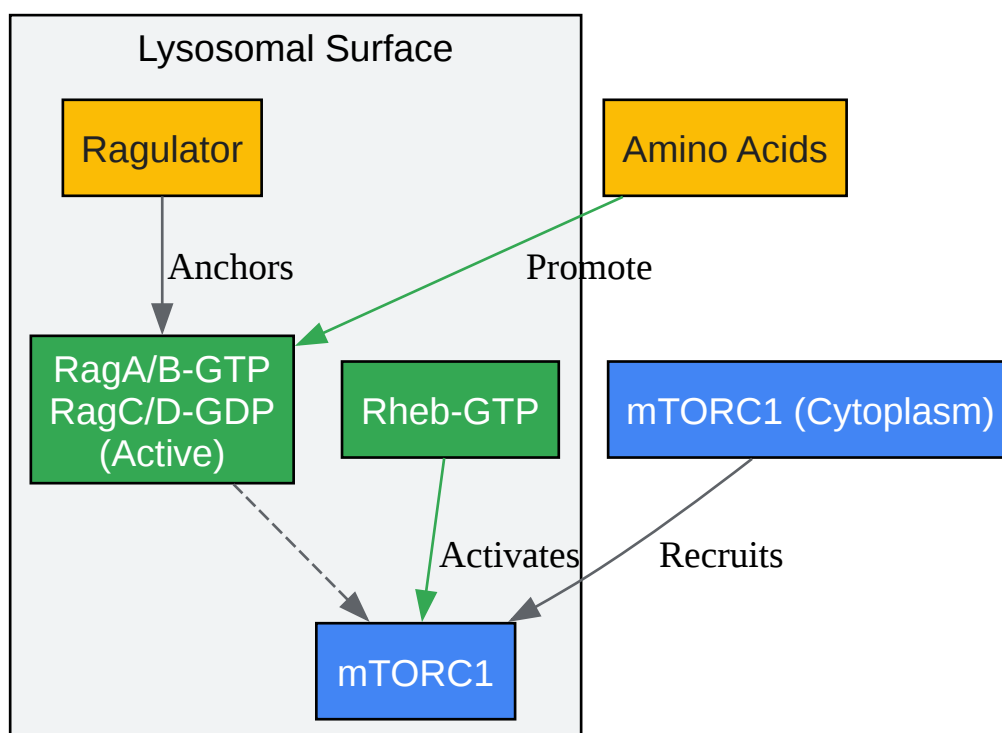 Lysosomal Surface
Ragulator
Amino Acids
Anchors
Promote
RagA/B-GTP
RagC/D-GDP
(Active)
Rheb-GTP
mTORC1 (Cytoplasm)
Activates
Recruits
mTORC1